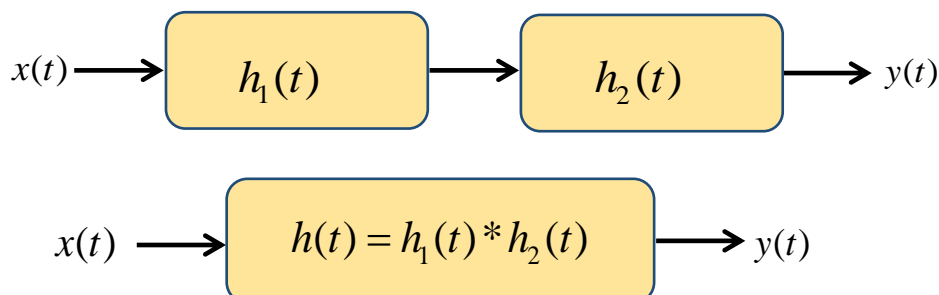 x(t) h₁(t) h₂(t) y(t)
x(t) h(t) = h₁(t) * h₂(t) y(t)